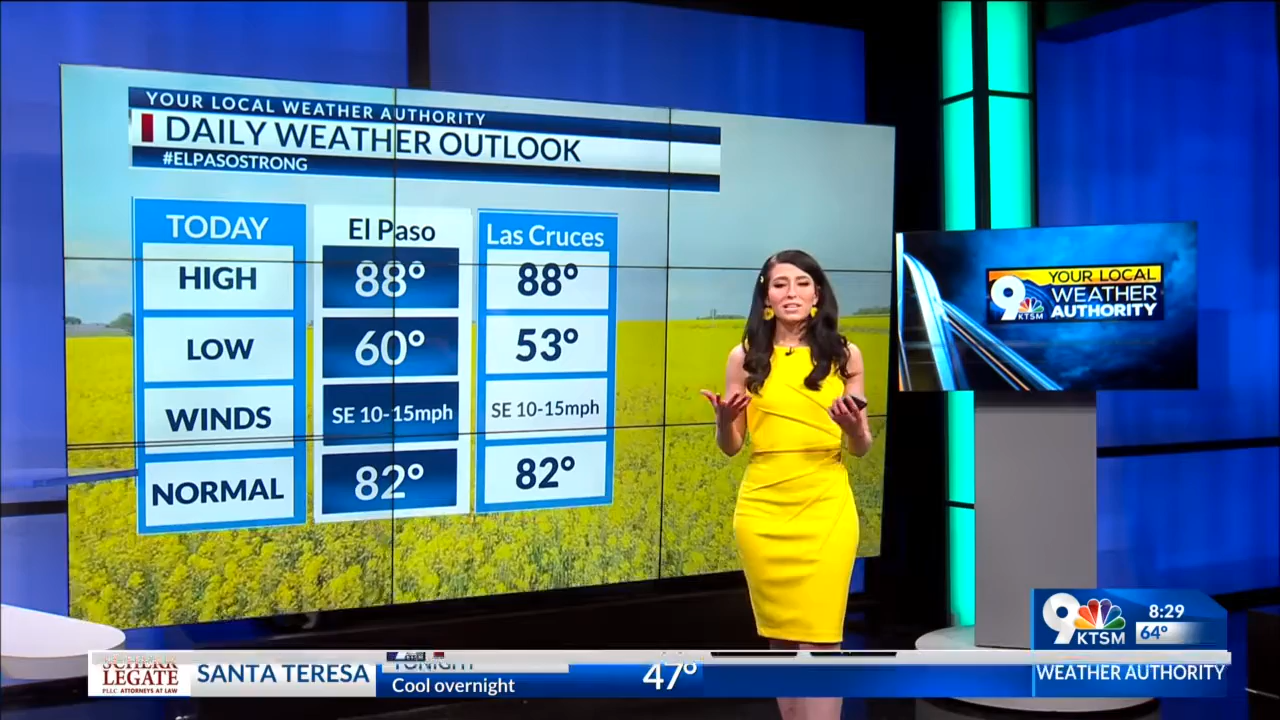 YOUR LOCAL WEATHER AUTHORITY
DAILY WEATHER OUTLOOK
#ELPASOSTRONG
TODAY El Paso Las Cruces
HIGH 88° 88°
LOW 60° 53°
WINDS SE 10-15mph SE 10-15mph
NORMAL 82° 82°
9 KTSM
YOUR LOCAL
WEATHER
AUTHORITY
9 KTSM
8:29
64°
WEATHER AUTHORITY
SCHERR
LEGATE
PLLC ATTORNEYS AT LAW
SANTA TERESA
TONIGHT
Cool overnight
47°